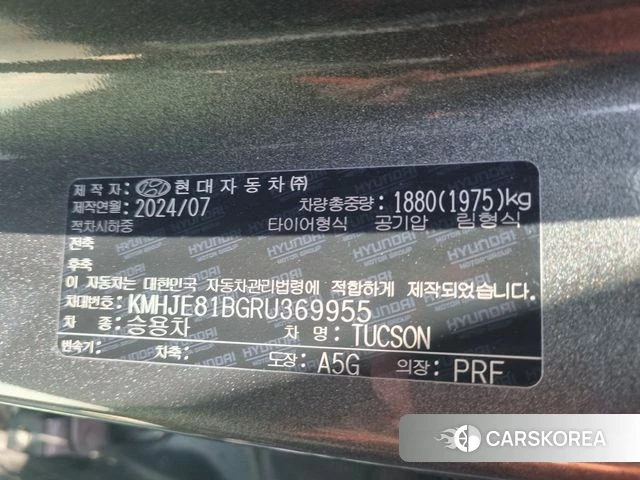 제 작 자: HYUNDAI 현대자동차㈜
제작연월: 2024/07 차량총중량: 1880(1975)kg
적차시하중 타이어형식 공기압 림형식
전축
후축
이 자동차는 대한민국 자동차관리법령에 적합하게 제작되었습니다.
차대번호: KMHJE81BGRU369955
차 종: 승용차 차 명: TUCSON
변속기: 차축: 도장: A5G 의장: PRF
HYUNDAI MOTOR COMPANY
CARSKOREA